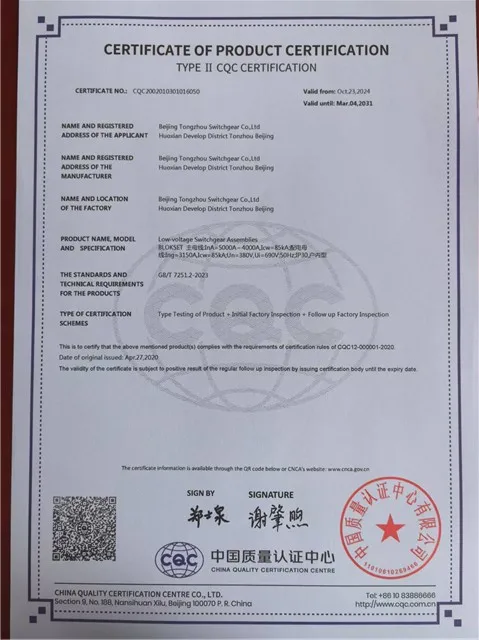 CERTIFICATE OF PRODUCT CERTIFICATION
TYPE II CQC CERTIFICATION
CERTIFICATE NO.: CQC2002010301016050
Valid from: Oct.23,2024
Valid until: Mar.04,2031
NAME AND REGISTERED
ADDRESS OF THE APPLICANT
Beijing Tongzhou Switchgear Co.,Ltd
Huoxian Develop District Tonzhou Beijing
NAME AND REGISTERED
ADDRESS OF THE
MANUFACTURER
Beijing Tongzhou Switchgear Co.,Ltd
Huoxian Develop District Tonzhou Beijing
NAME AND LOCATION
OF THE FACTORY
Beijing Tongzhou Switchgear Co.,Ltd
Huoxian Develop District Tonzhou Beijing
PRODUCT NAME, MODEL
AND SPECIFICATION
Low-voltage Switchgear Assemblies
BLOKSET 主母线:InA=5000A~4000A,Icw=85kA;配电母
线:Ing=3150A,Icw=85kA;Un=380V,Ui=690V;50Hz;IP30,户内型
THE STANDARDS AND
TECHNICAL REQUIREMENTS
FOR THE PRODUCTS
GB/T 7251.2-2023
TYPE OF CERTIFICATION
SCHEMES
Type Testing of Product + Initial Factory Inspection + Follow up Factory Inspection
This is to certify that the above mentioned product(s) complies with the requirements of certification rules of CQC12-000001-2020.
Date of original issued: Apr.27,2020
The validity of the certificate is subject to positive result of the regular follow up inspection by issuing certification body until the expiry date.
CQC
The certificate information is available through the QR code below or CNCA's website: www.cnca.gov.cn
SIGN BY
SIGNATURE
谢肇煦
CQC
中国质量认证中心
CHINA QUALITY CERTIFICATION CENTRE
中国质量认证中心有限公司
CHINA QUALITY CERTIFICATION CENTRE CO., LTD.
Section 9, No. 188, Nansihuan Xilu, Beijing 100070 P. R. China
Tel: +86 10 83886666
http://www.cqc.com.cn